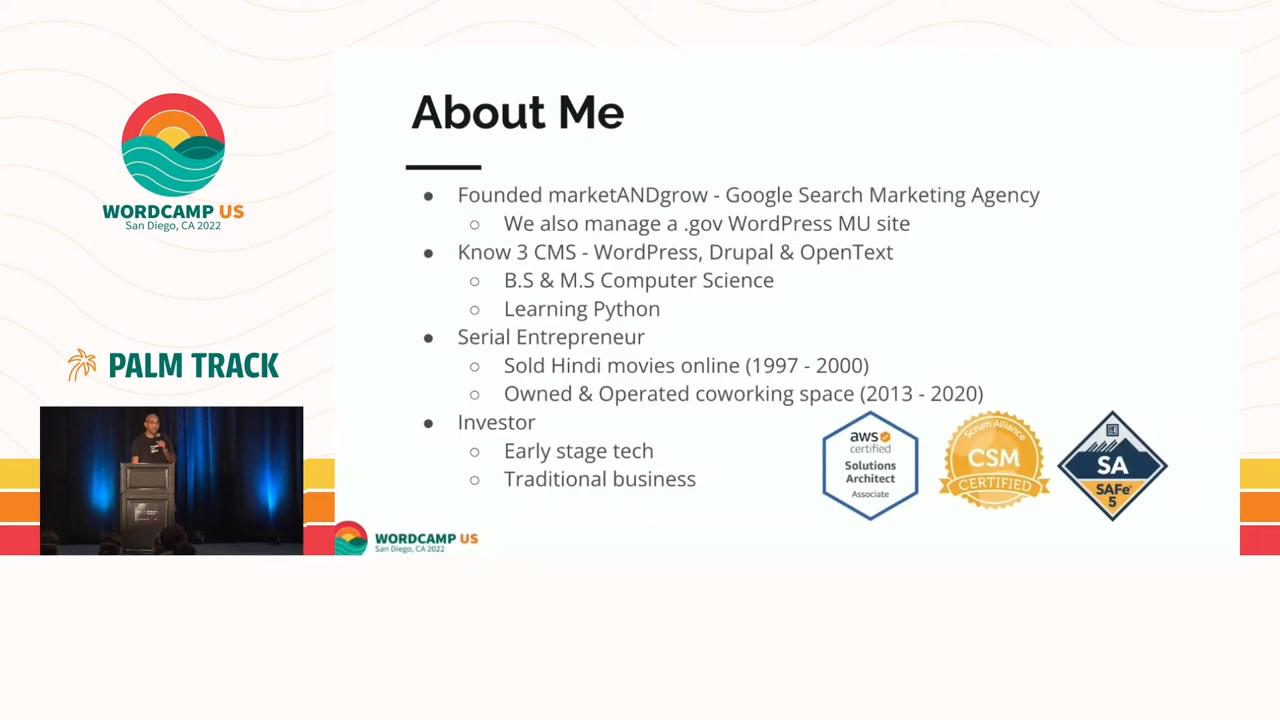 WORDCAMP US
San Diego, CA 2022
PALM TRACK
About Me
● Founded marketANDgrow - Google Search Marketing Agency
○ We also manage a .gov WordPress MU site
● Know 3 CMS - WordPress, Drupal & OpenText
○ B.S & M.S Computer Science
○ Learning Python
● Serial Entrepreneur
○ Sold Hindi movies online (1997 - 2000)
○ Owned & Operated coworking space (2013 - 2020)
● Investor
○ Early stage tech
○ Traditional business
aws
certified
Solutions
Architect
Associate
Scrum Alliance
CSM
CERTIFIED
SA
SAFe
5
WORDCAMP US
San Diego, CA 2022